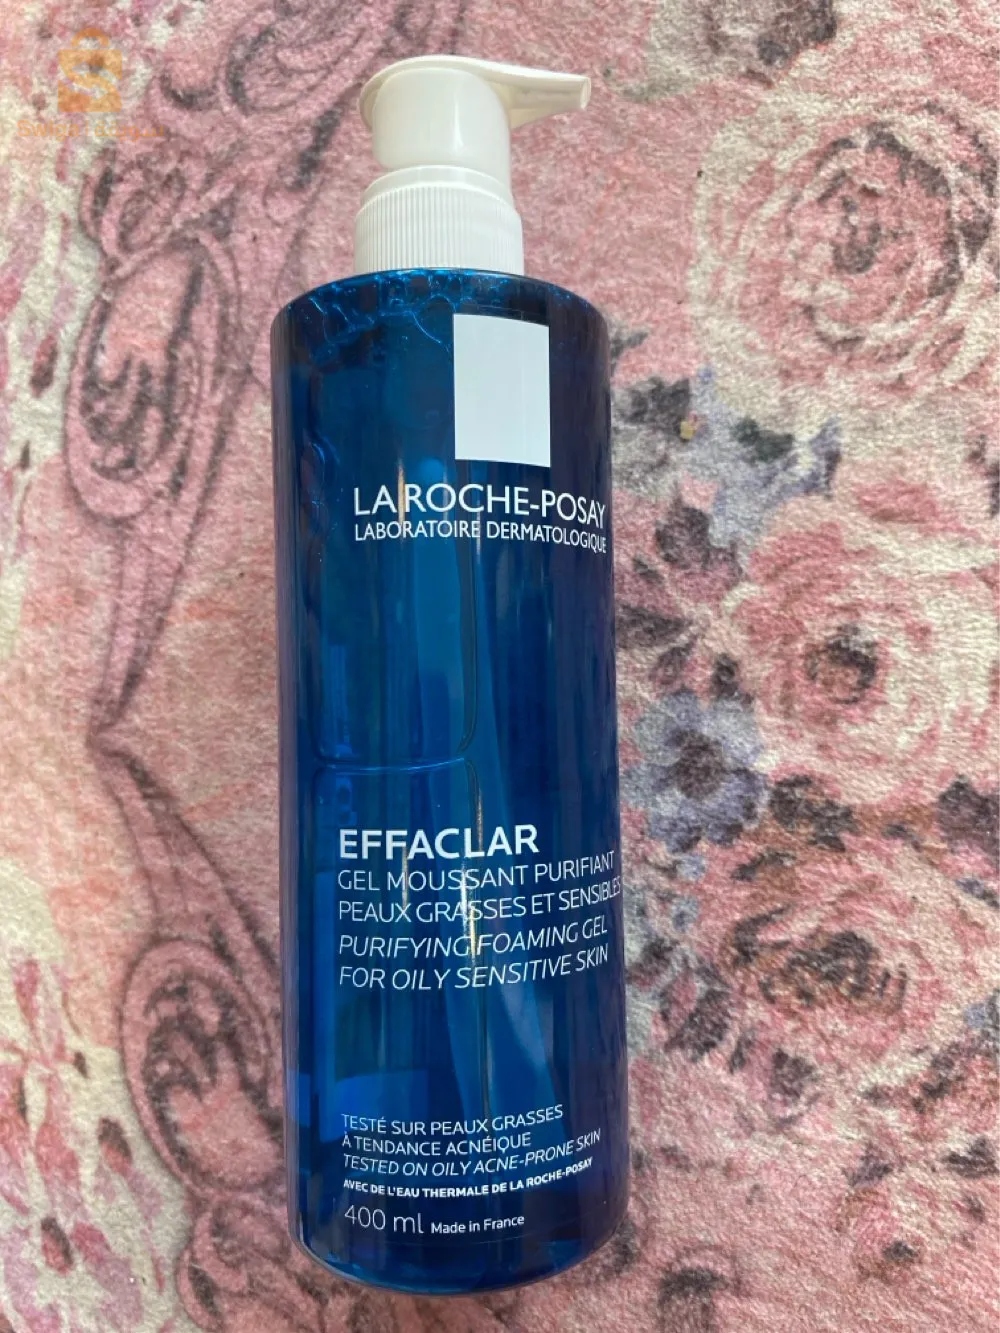 LA ROCHE-POSAY
LABORATOIRE DERMATOLOGIQUE
EFFACLAR
GEL MOUSSANT PURIFIANT
PEAUX GRASSES ET SENSIBLES
PURIFYING FOAMING GEL
FOR OILY SENSITIVE SKIN
TESTÉ SUR PEAUX GRASSES
À TENDANCE ACNÉIQUE
TESTED ON OILY ACNE-PRONE SKIN
AVEC DE L'EAU THERMALE DE LA ROCHE-POSAY
400 ml Made in France